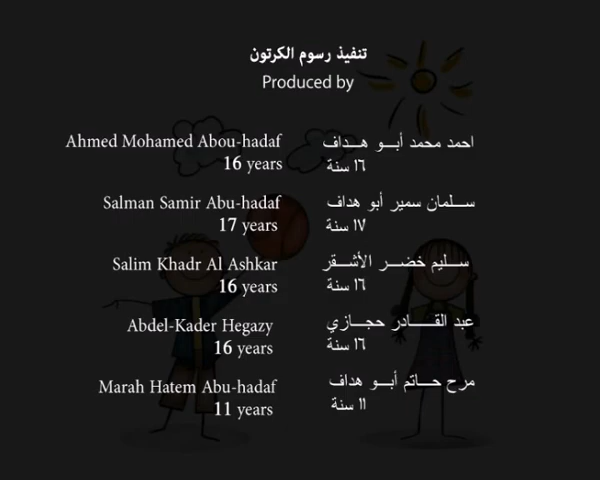 تنفيذ رسوم الكرتون
Produced by
Ahmed Mohamed Abou-hadaf احمد محمد أبو هداف
16 years ١٦ سنة
Salman Samir Abu-hadaf سلمان سمير أبو هداف
17 years ١٧ سنة
Salim Khadr Al Ashkar سليم خضر الأشقر
16 years ١٦ سنة
Abdel-Kader Hegazy عبد القادر حجازي
16 years ١٦ سنة
Marah Hatem Abu-hadaf مرح حاتم أبو هداف
11 years ١١ سنة